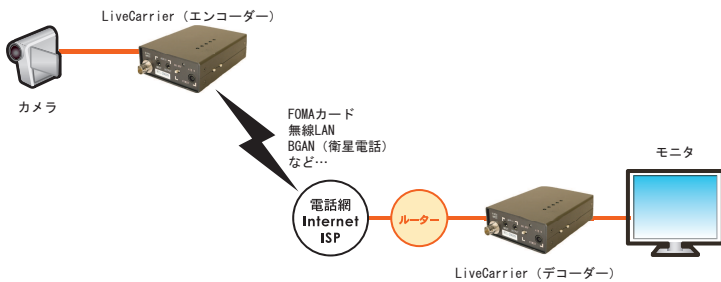 LiveCarrier（エンコーダー）
カメラ
FOMAカード
無線LAN
BGAN（衛星電話）
など…
モニタ
電話網
Internet
ISP
ルーター
LiveCarrier（デコーダー）